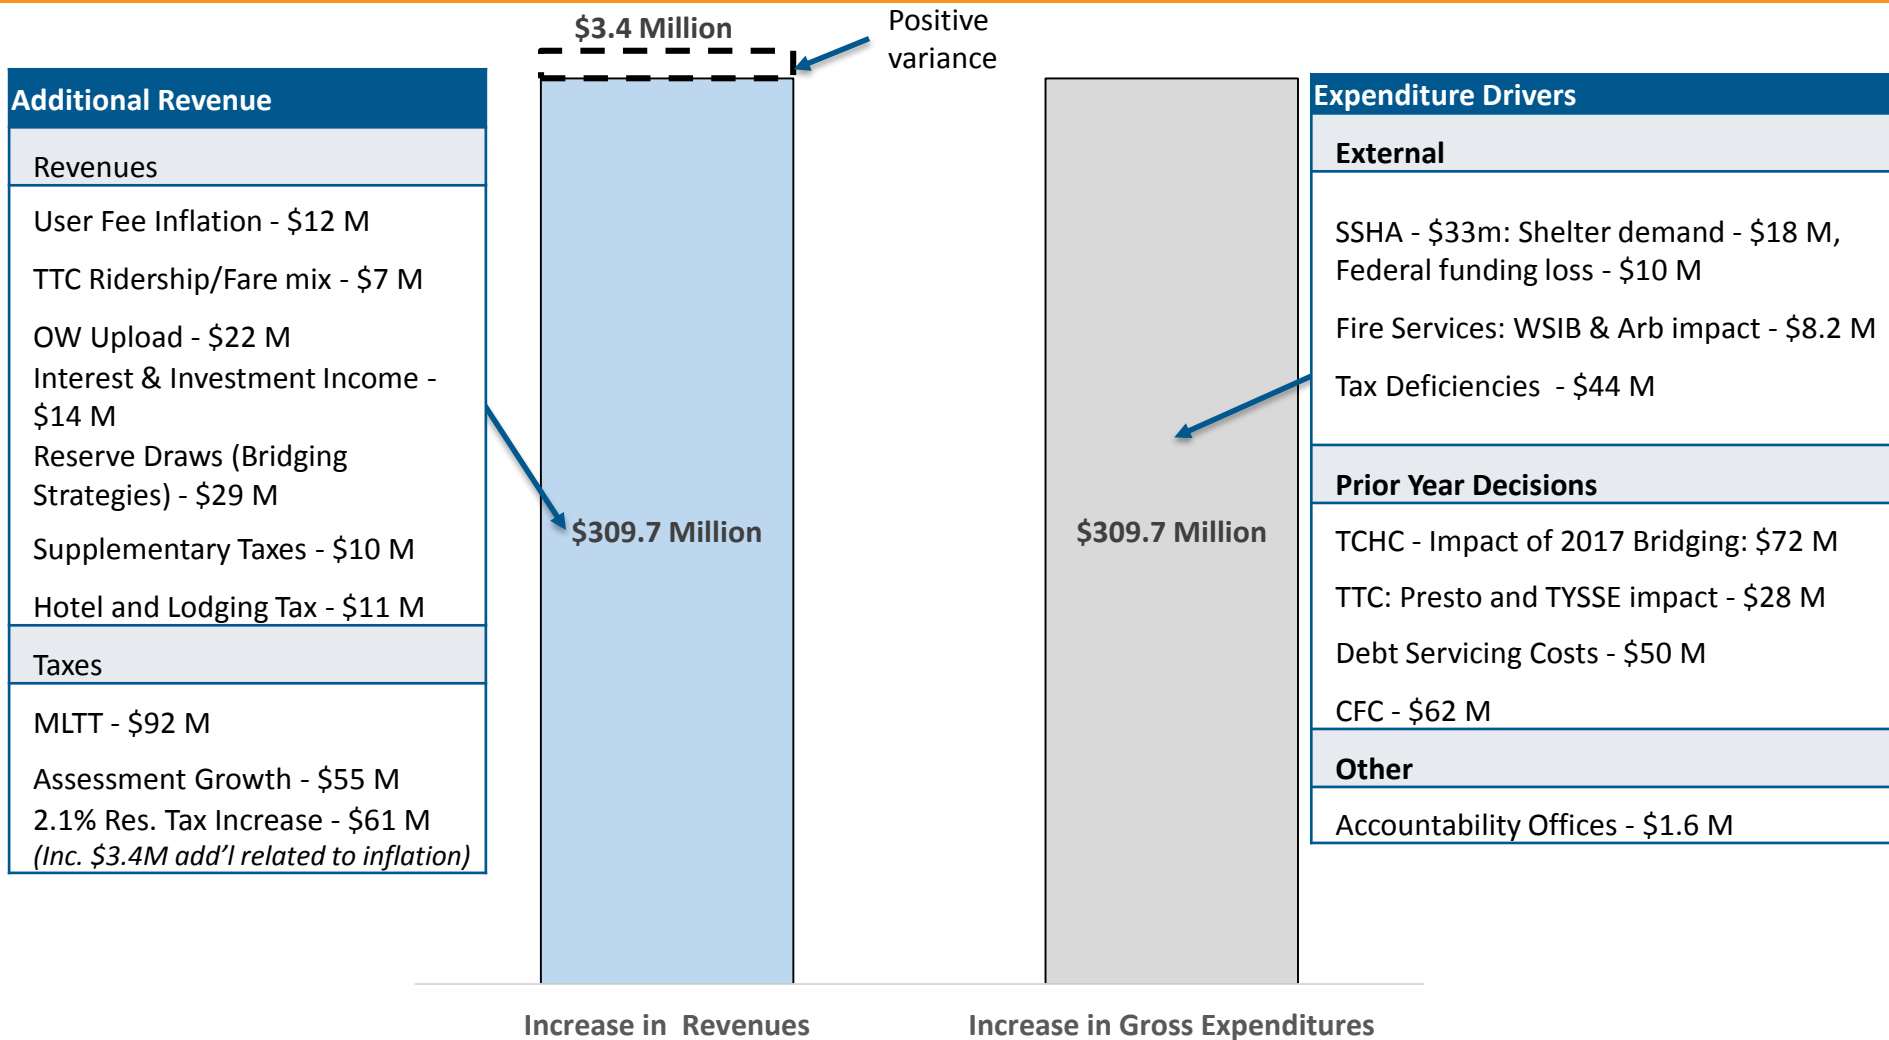 $3.4 Million
Positive
variance
Additional Revenue
Revenues
User Fee Inflation - $12 M
TTC Ridership/Fare mix - $7 M
OW Upload - $22 M
Interest & Investment Income -
$14 M
Reserve Draws (Bridging
Strategies) - $29 M
Supplementary Taxes - $10 M
Hotel and Lodging Tax - $11 M
Taxes
MLTT - $92 M
Assessment Growth - $55 M
2.1% Res. Tax Increase - $61 M
(Inc. $3.4M add’l related to inflation)
$309.7 Million
$309.7 Million
Expenditure Drivers
External
SSHA - $33m: Shelter demand - $18 M,
Federal funding loss - $10 M
Fire Services: WSIB & Arb impact - $8.2 M
Tax Deficiencies - $44 M
Prior Year Decisions
TCHC - Impact of 2017 Bridging: $72 M
TTC: Presto and TYSSE impact - $28 M
Debt Servicing Costs - $50 M
CFC - $62 M
Other
Accountability Offices - $1.6 M
Increase in Revenues
Increase in Gross Expenditures